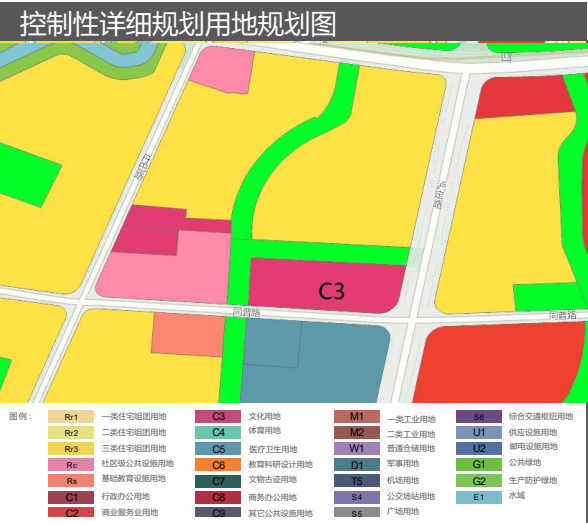 控制性详细规划用地规划图
泸定路
C3
同普路
同普路
图例:
Rr1 一类住宅组团用地
Rr2 二类住宅组团用地
Rr3 三类住宅组团用地
Rc 社区级公共设施用地
Rs 基础教育设施用地
C1 行政办公用地
C2 商业服务业用地
C3 文化用地
C4 体育用地
C5 医疗卫生用地
C6 教育科研设计用地
C7 文物古迹用地
C8 商务办公用地
C9 其它公共设施用地
M1 一类工业用地
M2 二类工业用地
W1 普通仓储用地
D1 军事用地
T5 机场用地
S4 公交场站用地
S5 广场用地
S6 综合交通枢纽用地
U1 供应设施用地
U2 邮电设施用地
G1 公共绿地
G2 生产防护绿地
E1 水域